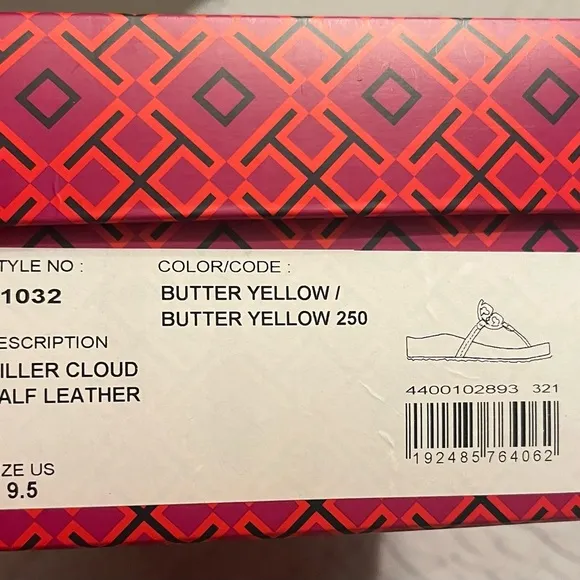 TYLE NO :
1032
COLOR/CODE :
BUTTER YELLOW /
BUTTER YELLOW 250
ESCRIPTION
ILLER CLOUD
ALF LEATHER
4400102893 321
192485 764062
ZE US
9.5